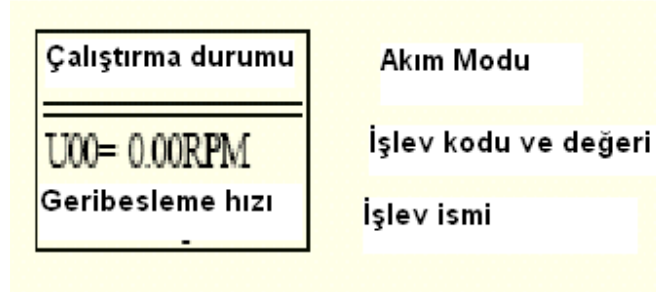 Çalıştırma durumu
Akım Modu
U00= 0.00RPM
İşlev kodu ve değeri
Geribesleme hızı
İşlev ismi
-